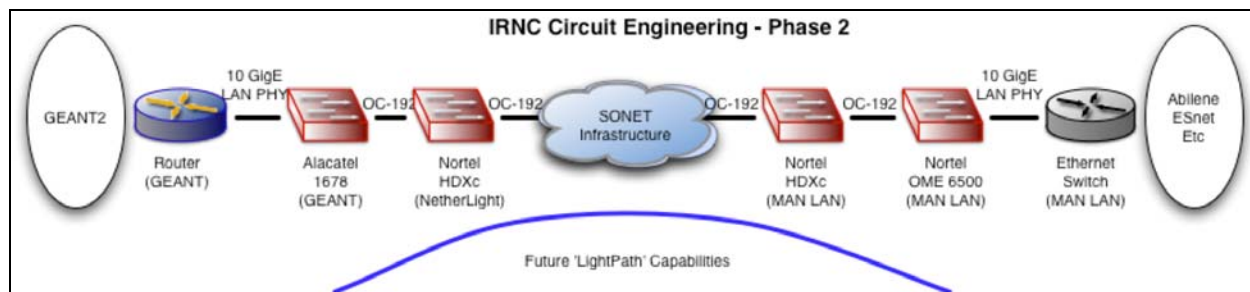 IRNC Circuit Engineering - Phase 2
GEANT2
10 GigE
LAN PHY
OC-192
OC-192
SONET
Infrastructure
OC-192
OC-192
10 GigE
LAN PHY
Abilene
ESnet
Etc
Router
(GEANT)
Alacatel
1678
(GEANT)
Nortel
HDXc
(NetherLight)
Nortel
HDXc
(MAN LAN)
Nortel
OME 6500
(MAN LAN)
Ethernet
Switch
(MAN LAN)
Future 'LightPath' Capabilities